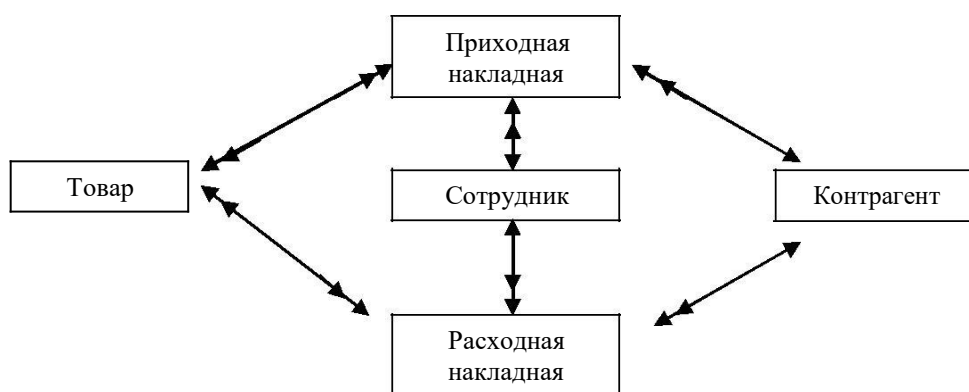 Приходная
накладная
Товар
Сотрудник
Контрагент
Расходная
накладная